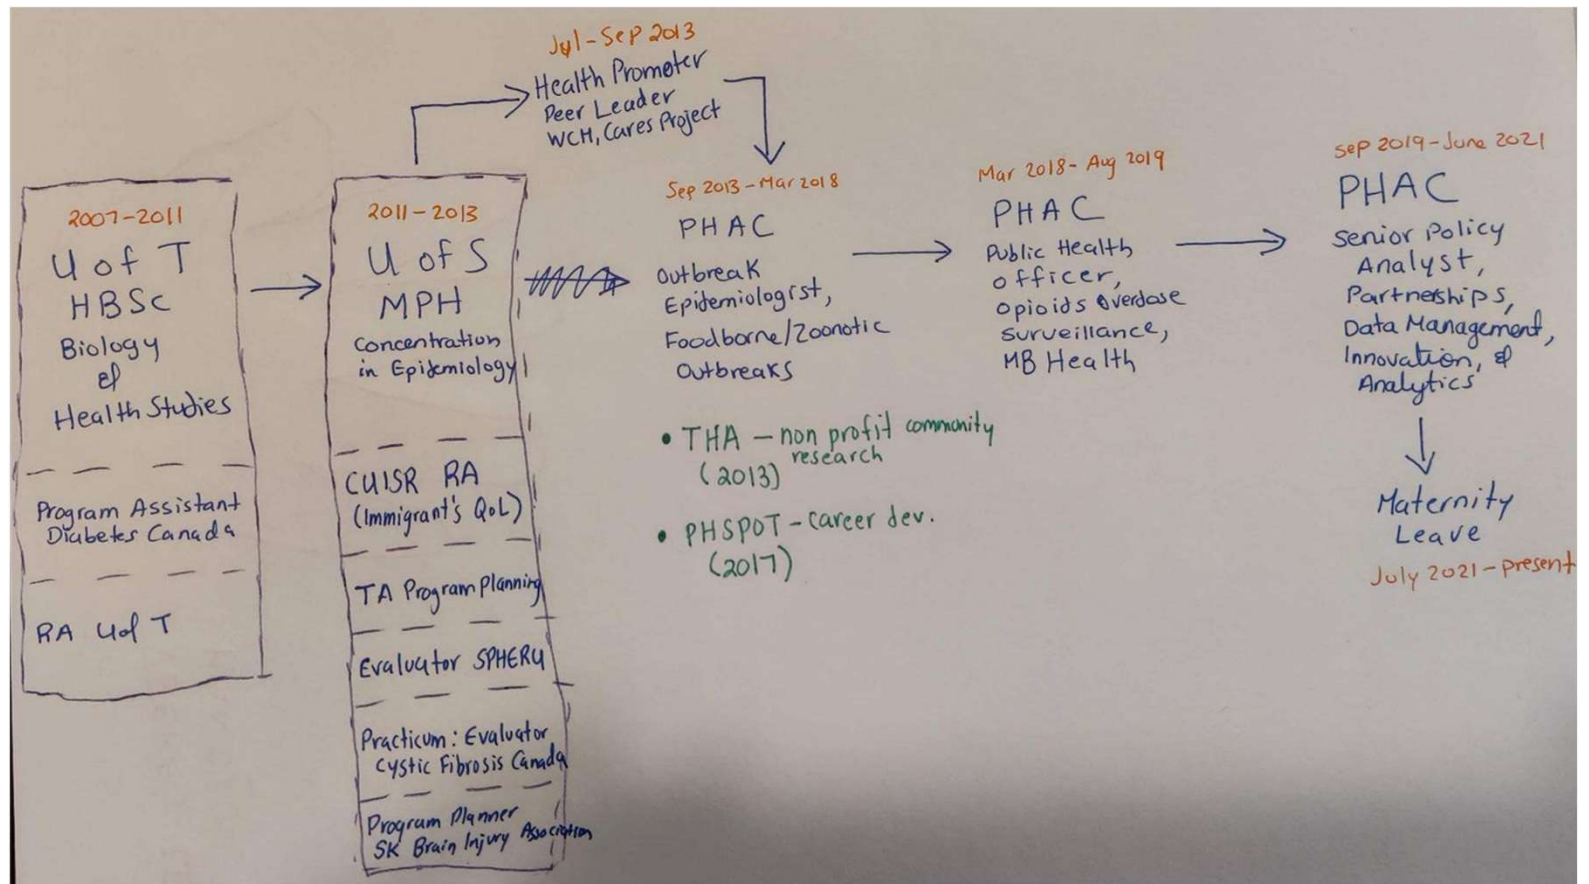 2007-2011
U of T
HBSc
Biology
&
Health Studies
Program Assistant
Diabetes Canada
RA U of T
2011-2013
U of S
MPH
Concentration
in Epidemiology
CUISR RA
(Immigrant's QoL)
TA Program Planning
Evaluator SPHERU
Practicum: Evaluator
Cystic Fibrosis Canada
Program Planner
SK Brain Injury Association
Jul-Sep 2013
Health Promoter
Peer Leader
WCH, Cares Project
Sep 2013-Mar 2018
PHAC
Outbreak
Epidemiologist,
Foodborne/Zoonotic
Outbreaks
• THA - non profit community
research
(2013)
• PHSPOT - career dev.
(2017)
Mar 2018- Aug 2019
PHAC
Public Health
officer,
Opioids Overdose
Surveillance,
MB Health
Sep 2019-June 2021
PHAC
Senior Policy
Analyst,
Partnerships,
Data Management,
Innovation, &
Analytics
Maternity
Leave
July 2021-present